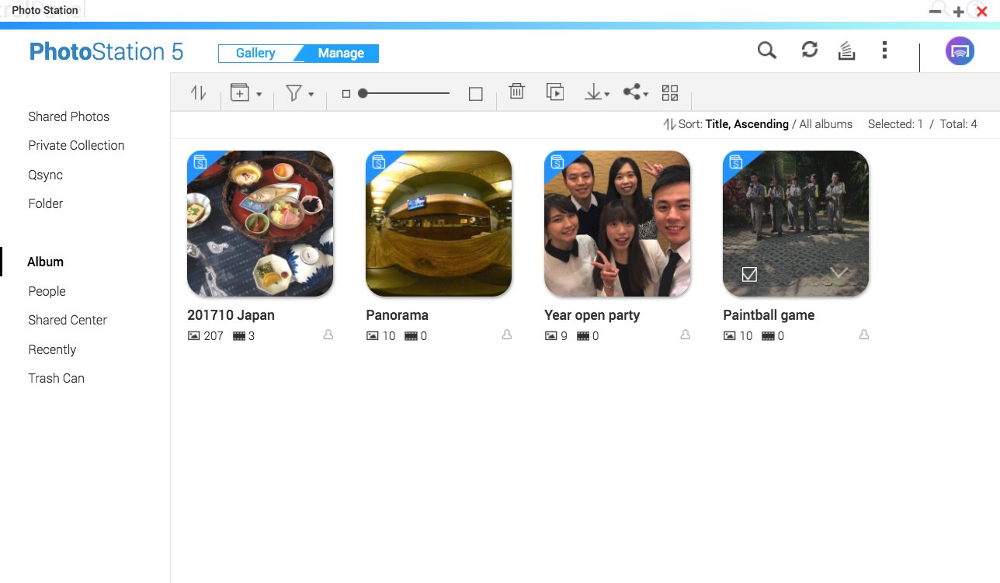 Photo Station
PhotoStation 5
Gallery
Manage
Sort: Title, Ascending / All albums
Selected: 1 / Total: 4
Shared Photos
Private Collection
Qsync
Folder
Album
People
Shared Center
Recently
Trash Can
201710 Japan
207 3
Panorama
10 0
Year open party
9 0
Paintball game
10 0